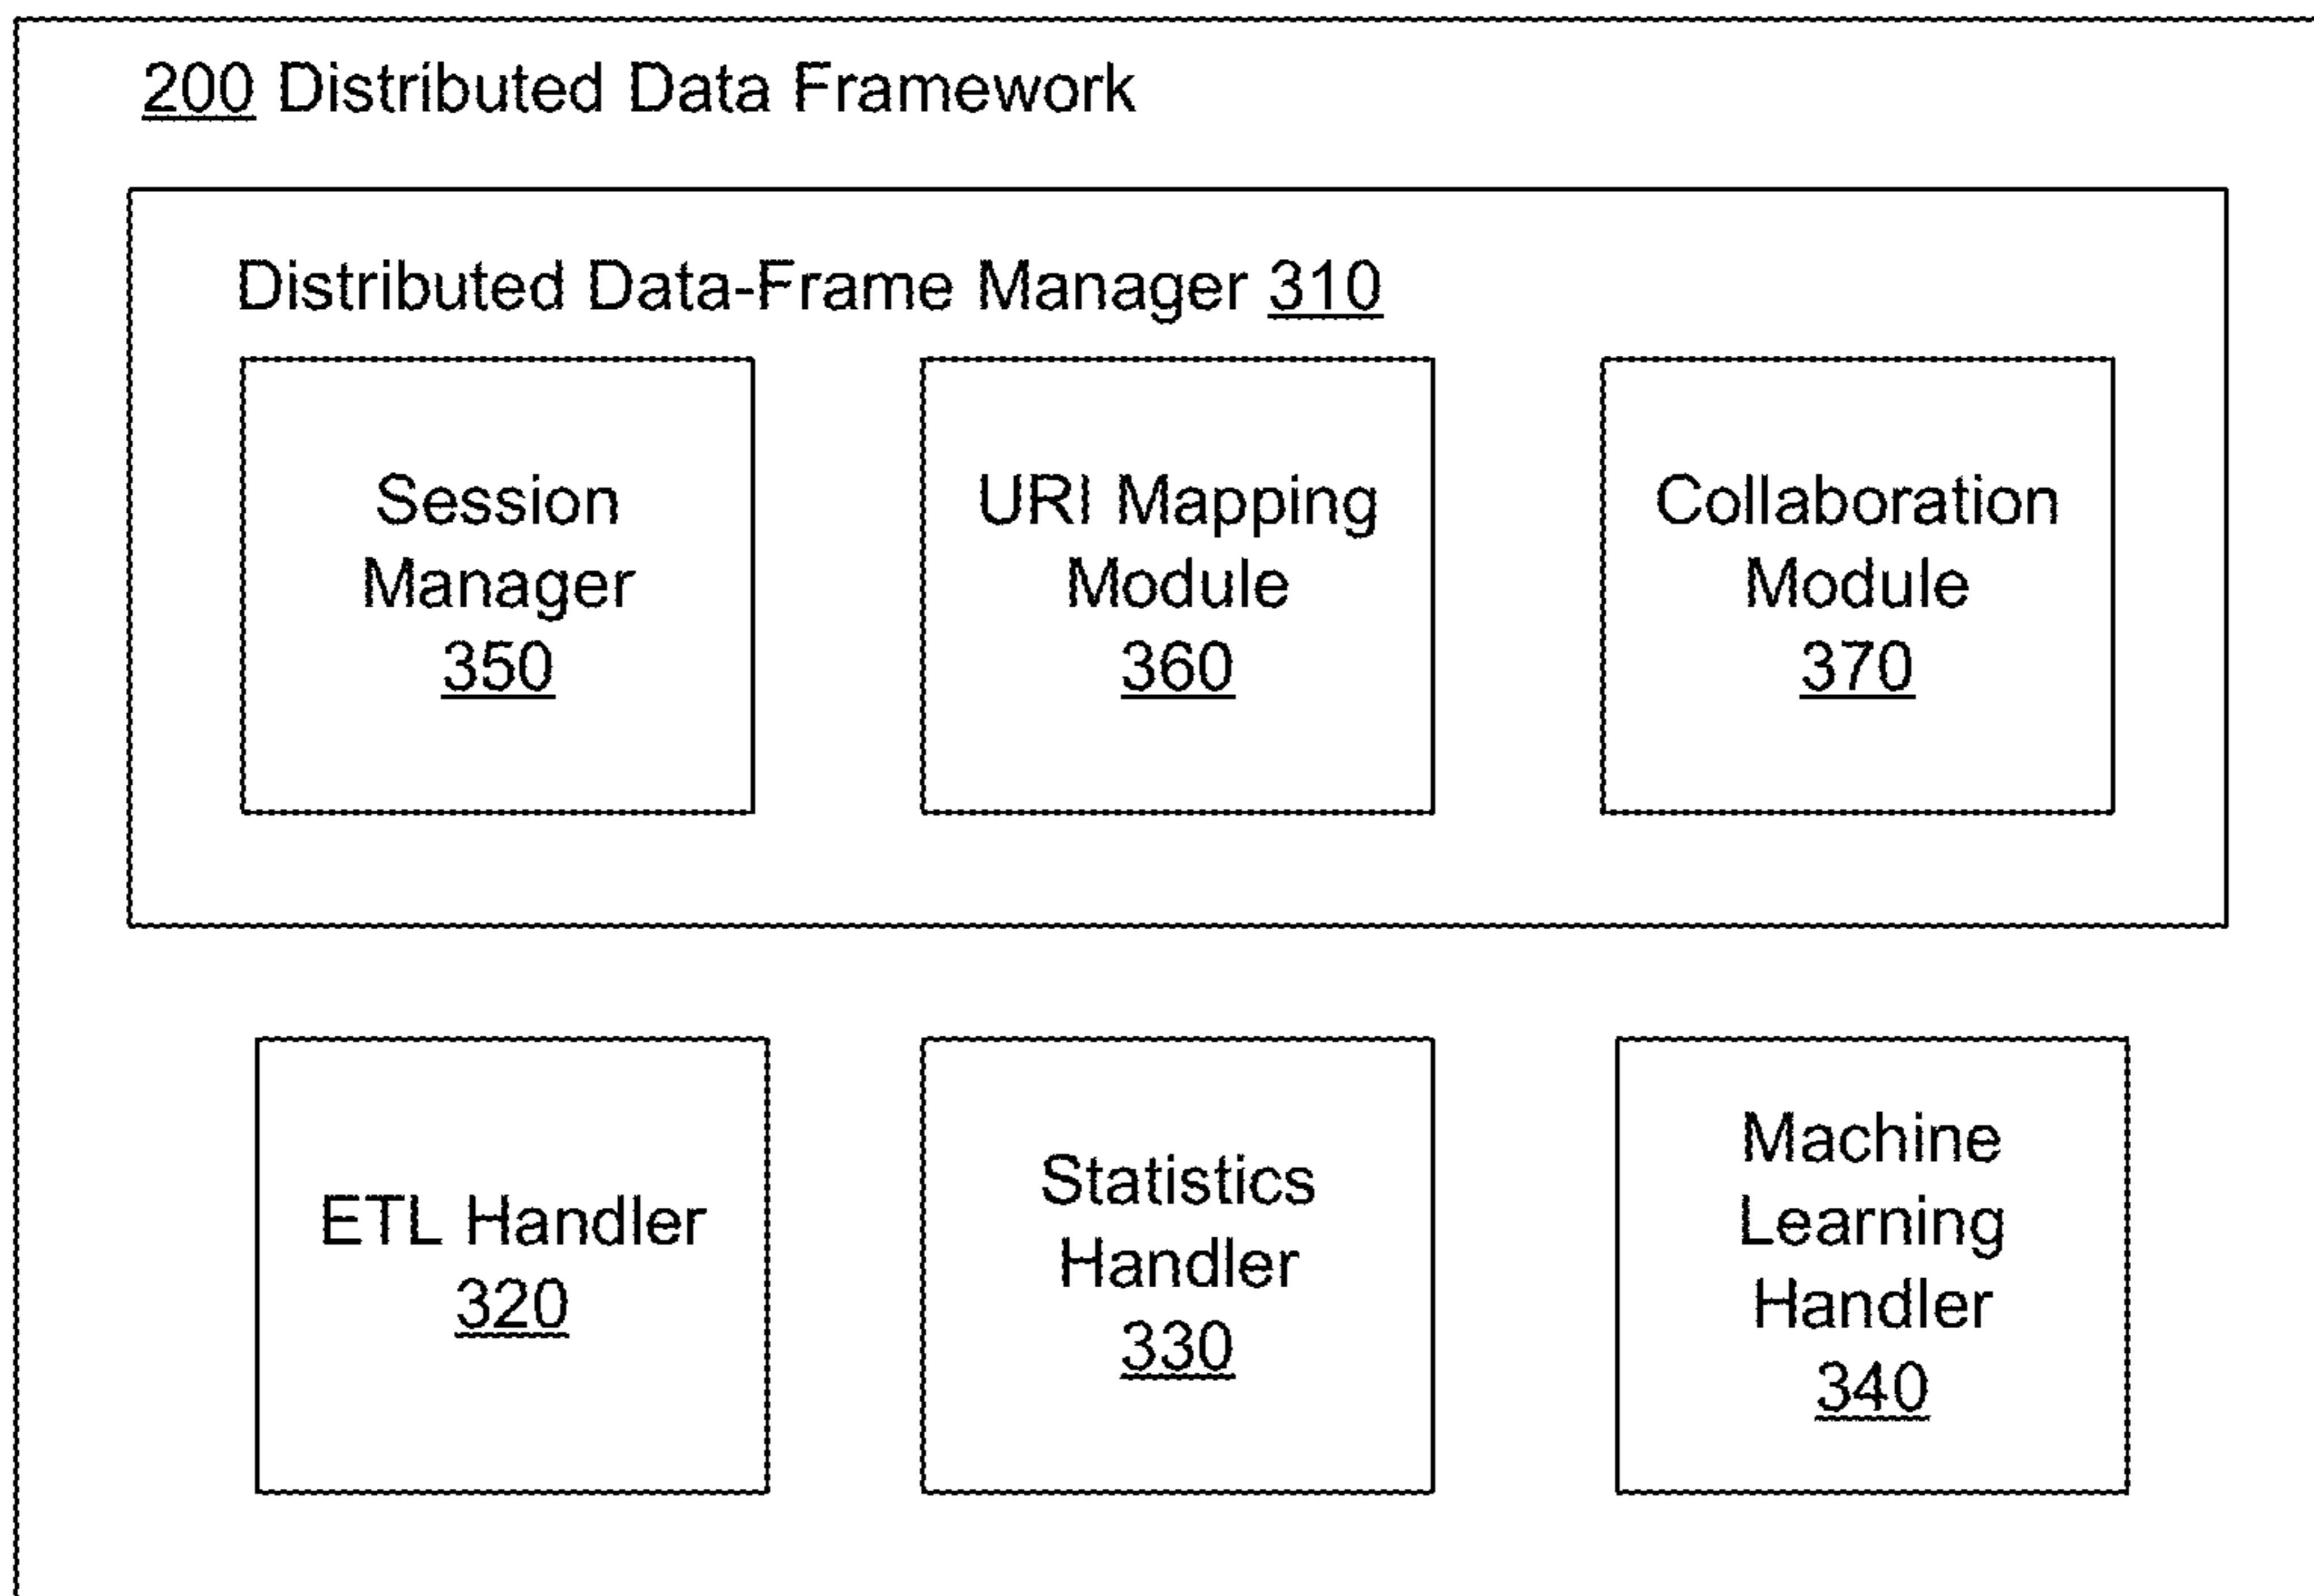 200 Distributed Data Framework
Distributed Data-Frame Manager 310
Session
Manager
350
URI Mapping
Module
360
Collaboration
Module
370
ETL Handler
320
Statistics
Handler
330
Machine
Learning
Handler
340